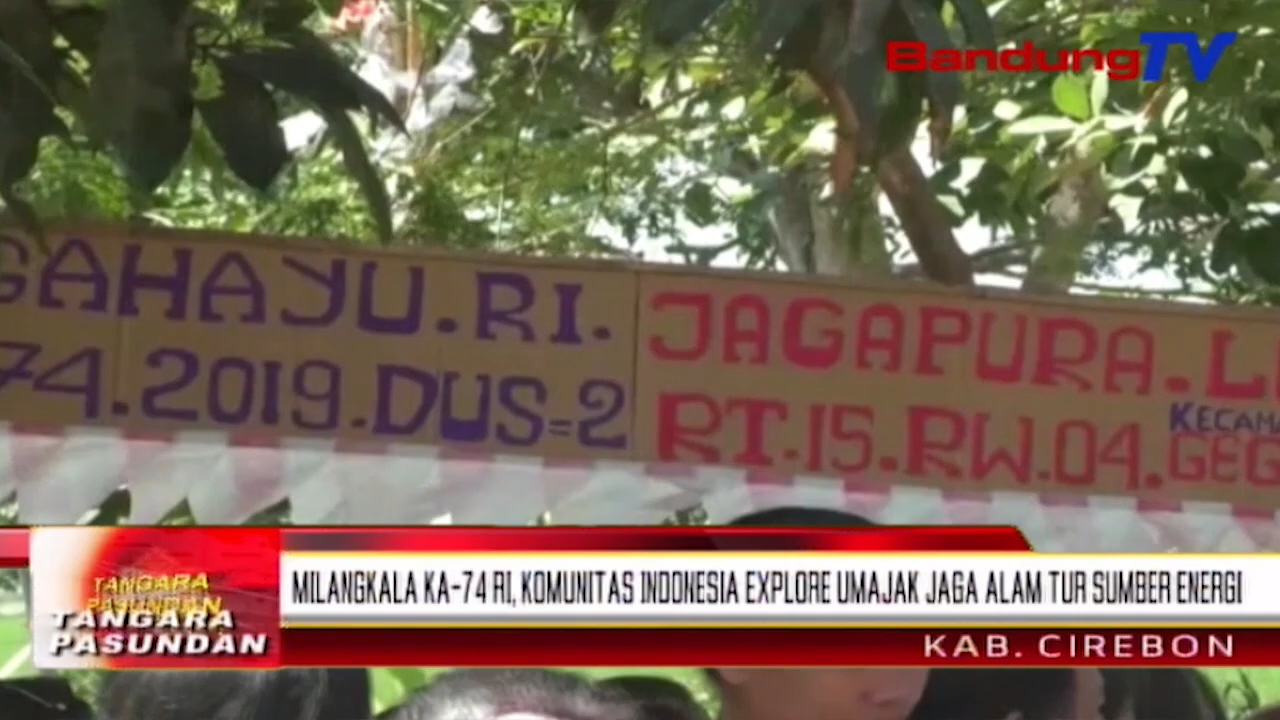 BandungTV
GAHAYU.RI.
74.2019.DUS=2
JAGAPURA.L
RT.15.RW.04.
KECAMA
GEG
TANGARA
PASUNDAN
TANGARA
PASUNDAN
MILANGKALA KA-74 RI, KOMUNITAS INDONESIA EXPLORE UMAJAK JAGA ALAM TUR SUMBER ENERGI
KAB. CIREBON